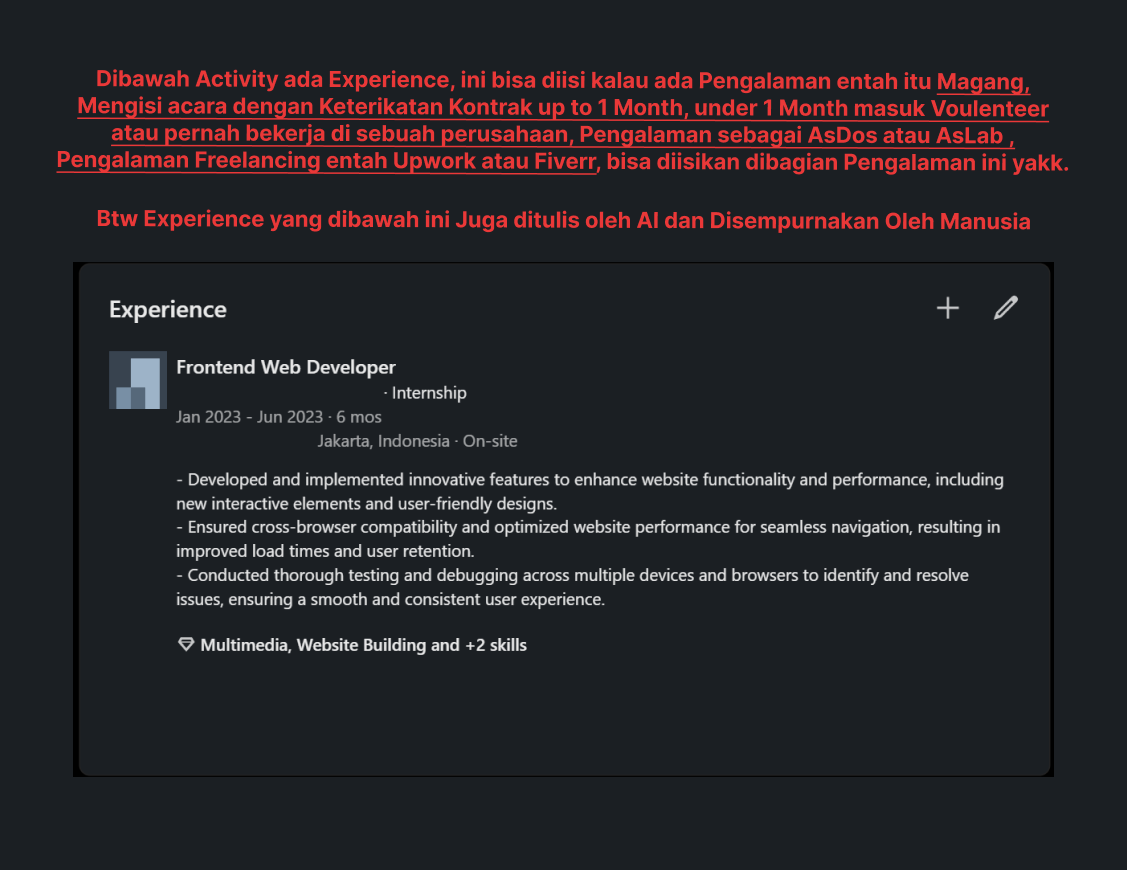 Dibawah Activity ada Experience, ini bisa diisi kalau ada Pengalaman entah itu Magang,
Mengisi acara dengan Keterikatan Kontrak up to 1 Month, under 1 Month masuk Voulenteer
atau pernah bekerja di sebuah perusahaan, Pengalaman sebagai AsDos atau AsLab ,
Pengalaman Freelancing entah Upwork atau Fiverr, bisa diisikan dibagian Pengalaman ini yakk.
Btw Experience yang dibawah ini Juga ditulis oleh AI dan Disempurnakan Oleh Manusia
Experience
Frontend Web Developer
· Internship
Jan 2023 - Jun 2023 · 6 mos
Jakarta, Indonesia · On-site
- Developed and implemented innovative features to enhance website functionality and performance, including
new interactive elements and user-friendly designs.
- Ensured cross-browser compatibility and optimized website performance for seamless navigation, resulting in
improved load times and user retention.
- Conducted thorough testing and debugging across multiple devices and browsers to identify and resolve
issues, ensuring a smooth and consistent user experience.
Multimedia, Website Building and +2 skills